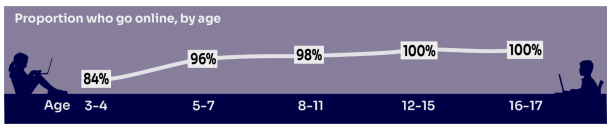 Proportion who go online, by age
84% 96% 98% 100% 100%
Age 3-4 5-7 8-11 12-15 16-17